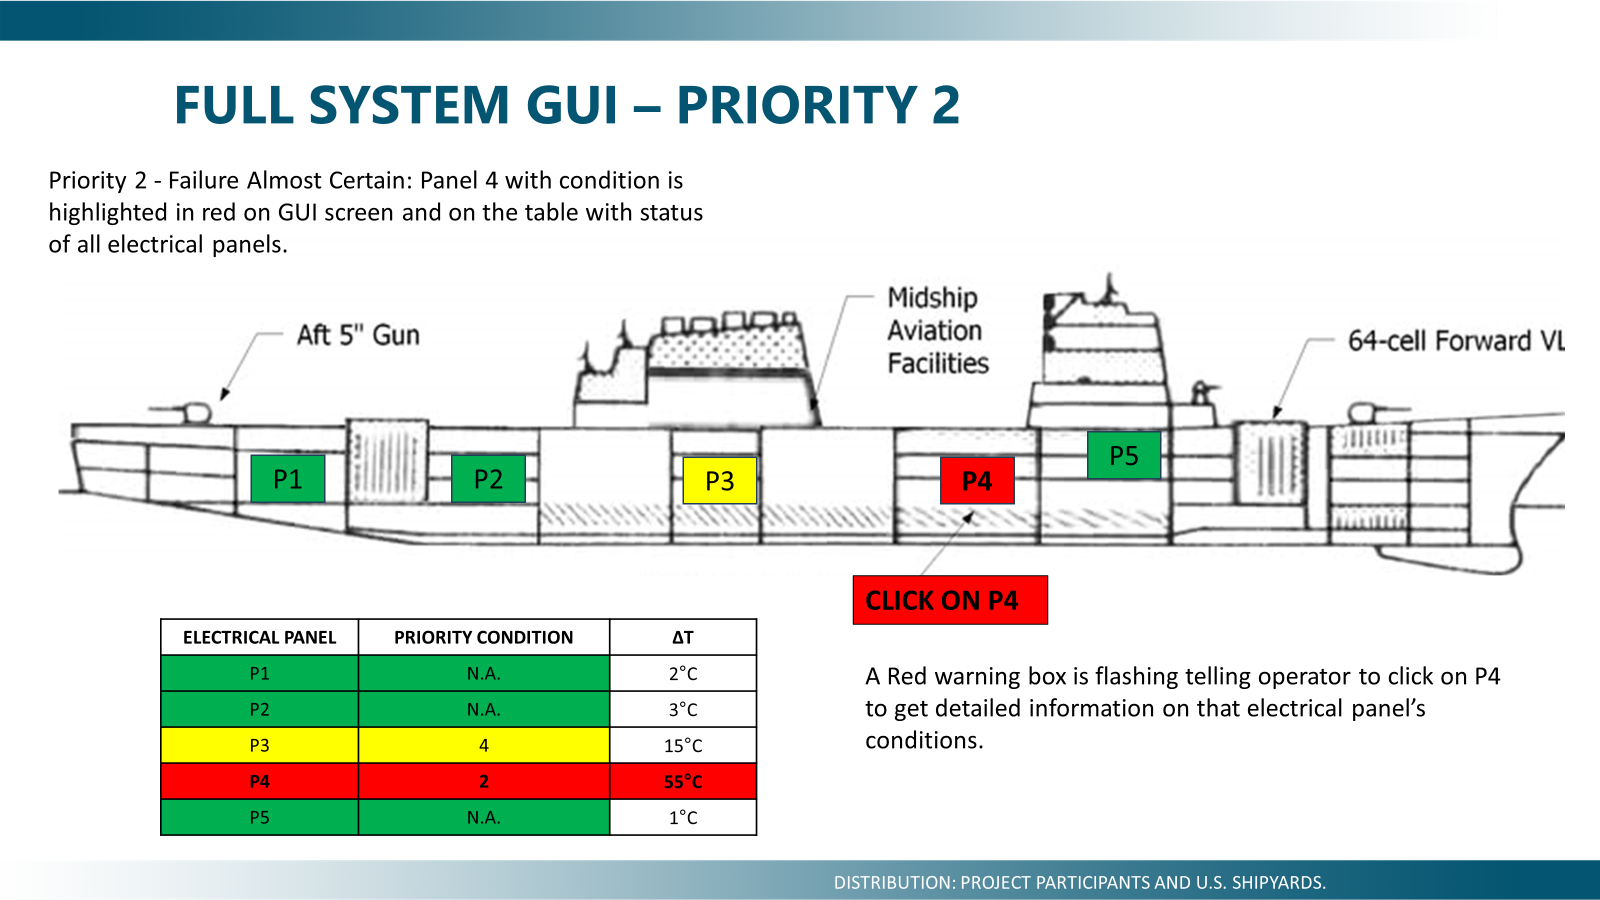 FULL SYSTEM GUI – PRIORITY 2
Priority 2 - Failure Almost Certain: Panel 4 with condition is
highlighted in red on GUI screen and on the table with status
of all electrical panels.
Aft 5" Gun
Midship
Aviation
Facilities
64-cell Forward VL
P1
P2
P3
P4
P5
CLICK ON P4
ELECTRICAL PANEL PRIORITY CONDITION ΔT
P1 N.A. 2°C
P2 N.A. 3°C
P3 4 15°C
P4 2 55°C
P5 N.A. 1°C
A Red warning box is flashing telling operator to click on P4
to get detailed information on that electrical panel’s
conditions.
DISTRIBUTION: PROJECT PARTICIPANTS AND U.S. SHIPYARDS.